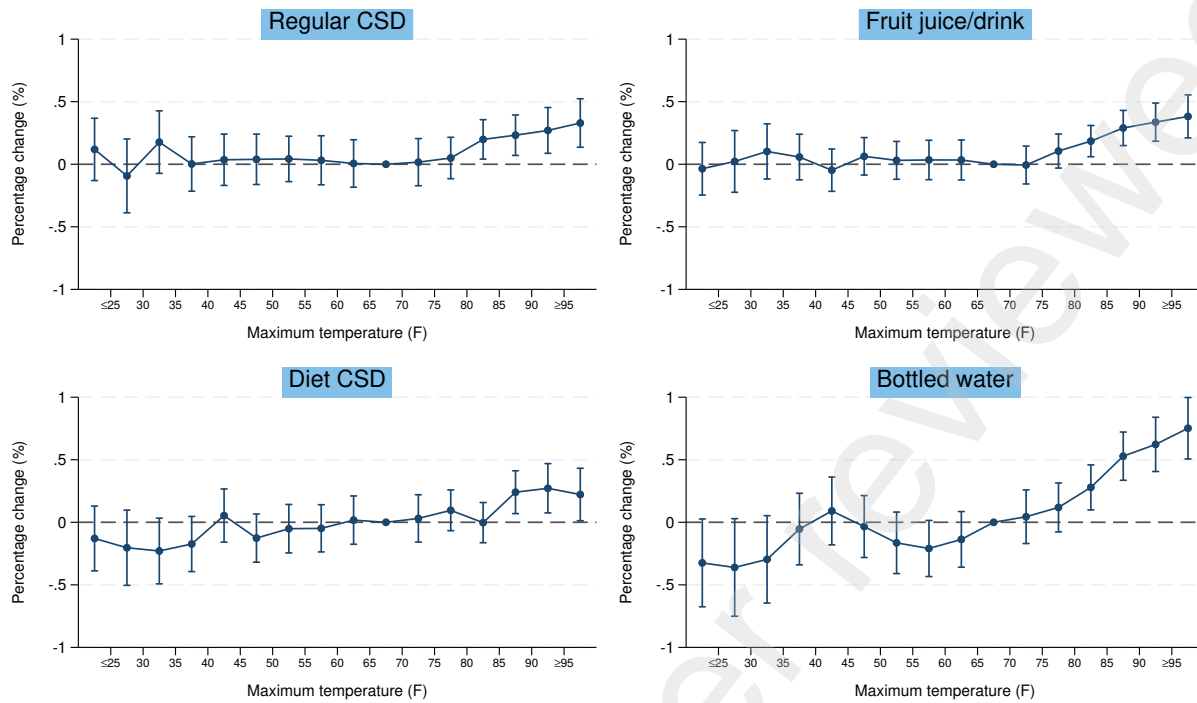 Regular CSD
Percentage change (%)
1
.5
0
-.5
-1
≤25 30 35 40 45 50 55 60 65 70 75 80 85 90 ≥95
Maximum temperature (F)
Fruit juice/drink
Percentage change (%)
1
.5
0
-.5
-1
≤25 30 35 40 45 50 55 60 65 70 75 80 85 90 ≥95
Maximum temperature (F)
Diet CSD
Percentage change (%)
1
.5
0
-.5
-1
≤25 30 35 40 45 50 55 60 65 70 75 80 85 90 ≥95
Maximum temperature (F)
Bottled water
Percentage change (%)
1
.5
0
-.5
-1
≤25 30 35 40 45 50 55 60 65 70 75 80 85 90 ≥95
Maximum temperature (F)
er reviewe